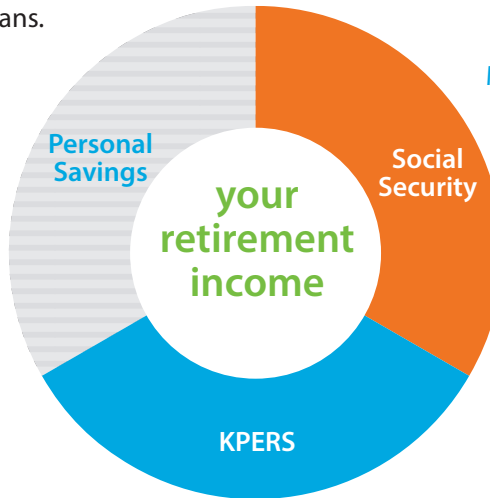 ans.
Personal
Savings
Social
Security
your
retirement
income
KPERS